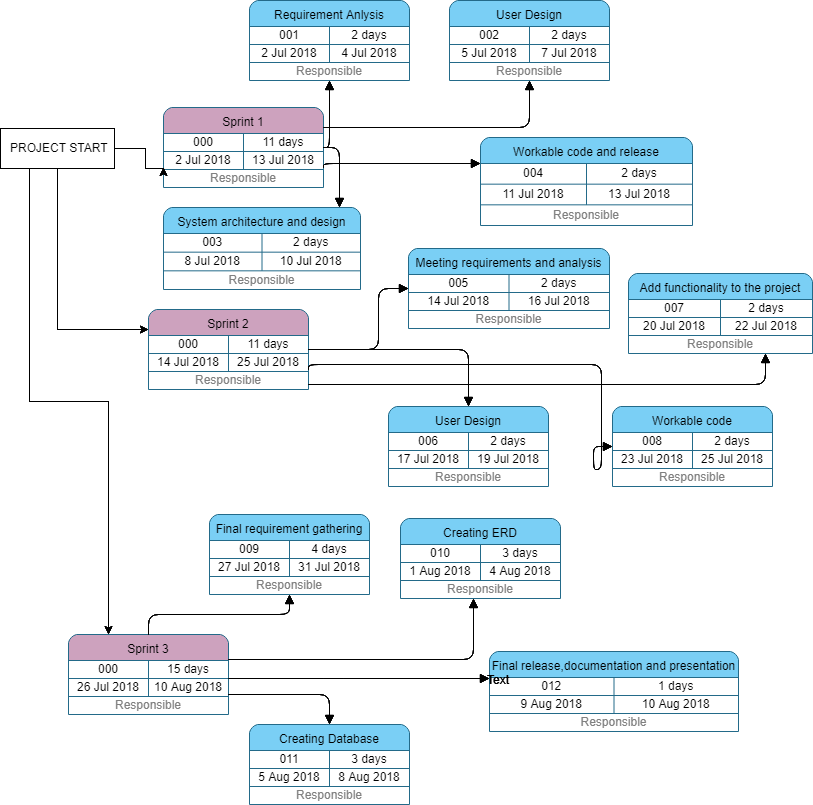 Requirement Anlysis
001 2 days
2 Jul 2018 4 Jul 2018
Responsible
User Design
002 2 days
5 Jul 2018 7 Jul 2018
Responsible
PROJECT START
Sprint 1
000 11 days
2 Jul 2018 13 Jul 2018
Responsible
Workable code and release
004 2 days
11 Jul 2018 13 Jul 2018
Responsible
System architecture and design
003 2 days
8 Jul 2018 10 Jul 2018
Responsible
Meeting requirements and analysis
005 2 days
14 Jul 2018 16 Jul 2018
Responsible
Add functionality to the project
007 2 days
20 Jul 2018 22 Jul 2018
Responsible
Sprint 2
000 11 days
14 Jul 2018 25 Jul 2018
Responsible
User Design
006 2 days
17 Jul 2018 19 Jul 2018
Responsible
Workable code
008 2 days
23 Jul 2018 25 Jul 2018
Responsible
Final requirement gathering
009 4 days
27 Jul 2018 31 Jul 2018
Responsible
Creating ERD
010 3 days
1 Aug 2018 4 Aug 2018
Responsible
Sprint 3
000 15 days
26 Jul 2018 10 Aug 2018
Responsible
Final release,documentation and presentation
Text
012 1 days
9 Aug 2018 10 Aug 2018
Responsible
Creating Database
011 3 days
5 Aug 2018 8 Aug 2018
Responsible